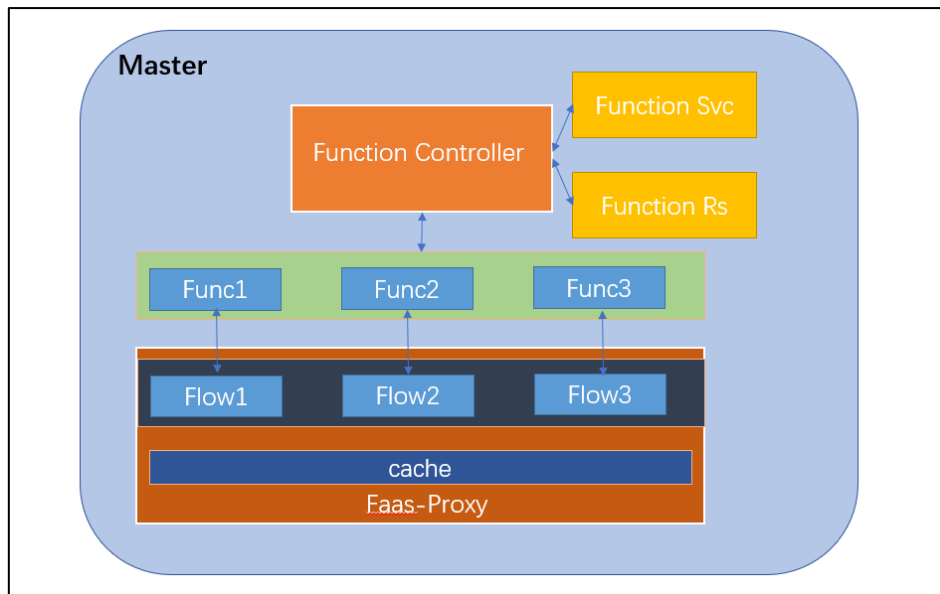 Master
Function Svc
Function Controller
Function Rs
Func1
Func2
Func3
Flow1
Flow2
Flow3
cache
Faas-Proxy